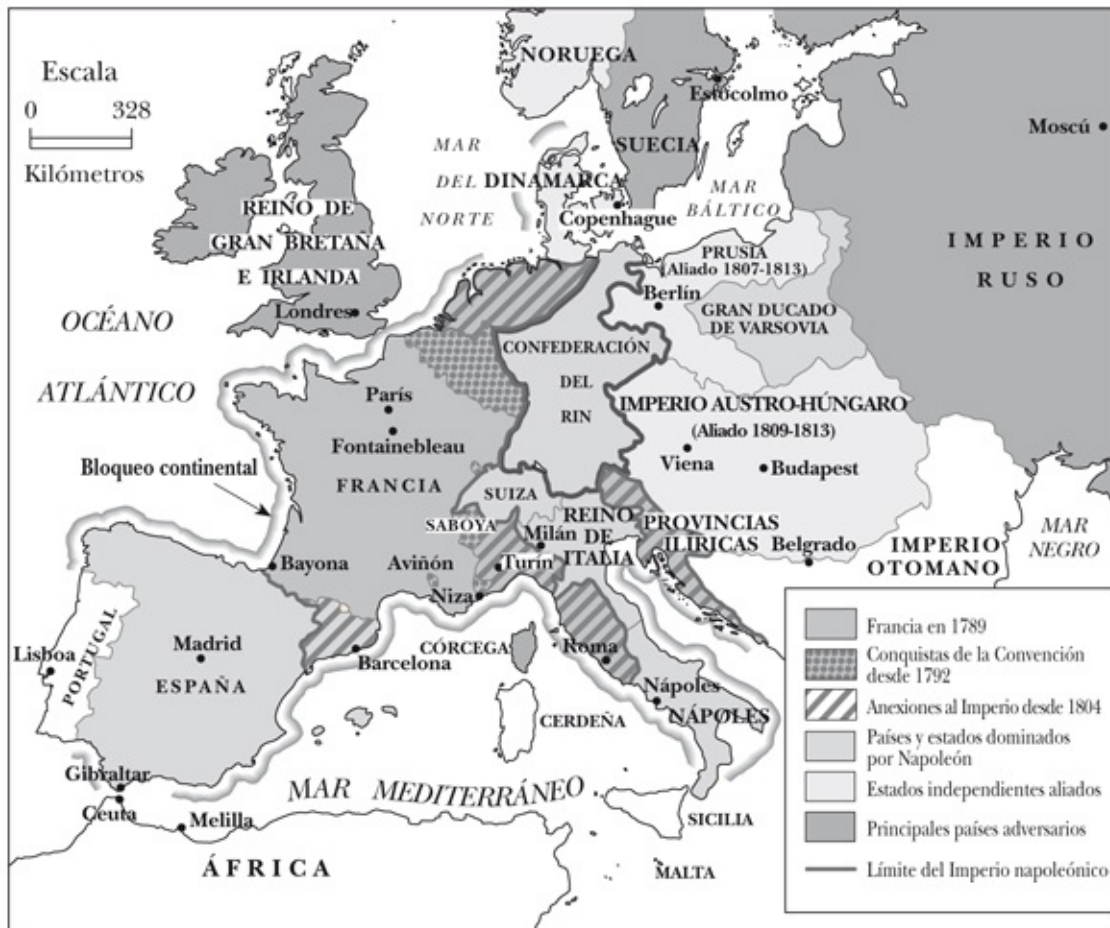 Escala
0 328
Kilómetros
NORUEGA
Estocolmo
SUECIA
Moscú
MAR
DEL
NORTE
DINAMARCA
Copenhague
MAR
BÁLTICO
IMPERIO
RUSO
REINO DE
GRAN BRETAÑA
E IRLANDA
Londres
PRUSIA
(Aliado 1807-1813)
Berlín
GRAN DUCADO
DE VARSOVIA
OCÉANO
ATLÁNTICO
CONFEDERACIÓN
DEL
RIN
París
Fontainebleau
IMPERIO AUSTRO-HÚNGARO
(Aliado 1809-1813)
Viena
Budapest
Bloqueo continental
FRANCIA
SUIZA
SABOYA
Milán
REINO
DE
ITALIA
PROVINCIAS
ILIRICAS
Belgrado
IMPERIO
OTOMANO
MAR
NEGRO
Bayona
Aviñón
Turín
Niza
PORTUGAL
Lisboa
Madrid
ESPAÑA
Barcelona
CÓRCEGA
Roma
Nápoles
NÁPOLES
CERDEÑA
Gibraltar
Ceuta
Melilla
MAR MEDITERRÁNEO
SICILIA
MALTA
ÁFRICA
Francia en 1789
Conquistas de la Convención
desde 1792
Anexiones al Imperio desde 1804
Países y estados dominados
por Napoleón
Estados independientes aliados
Principales países adversarios
Límite del Imperio napoleónico